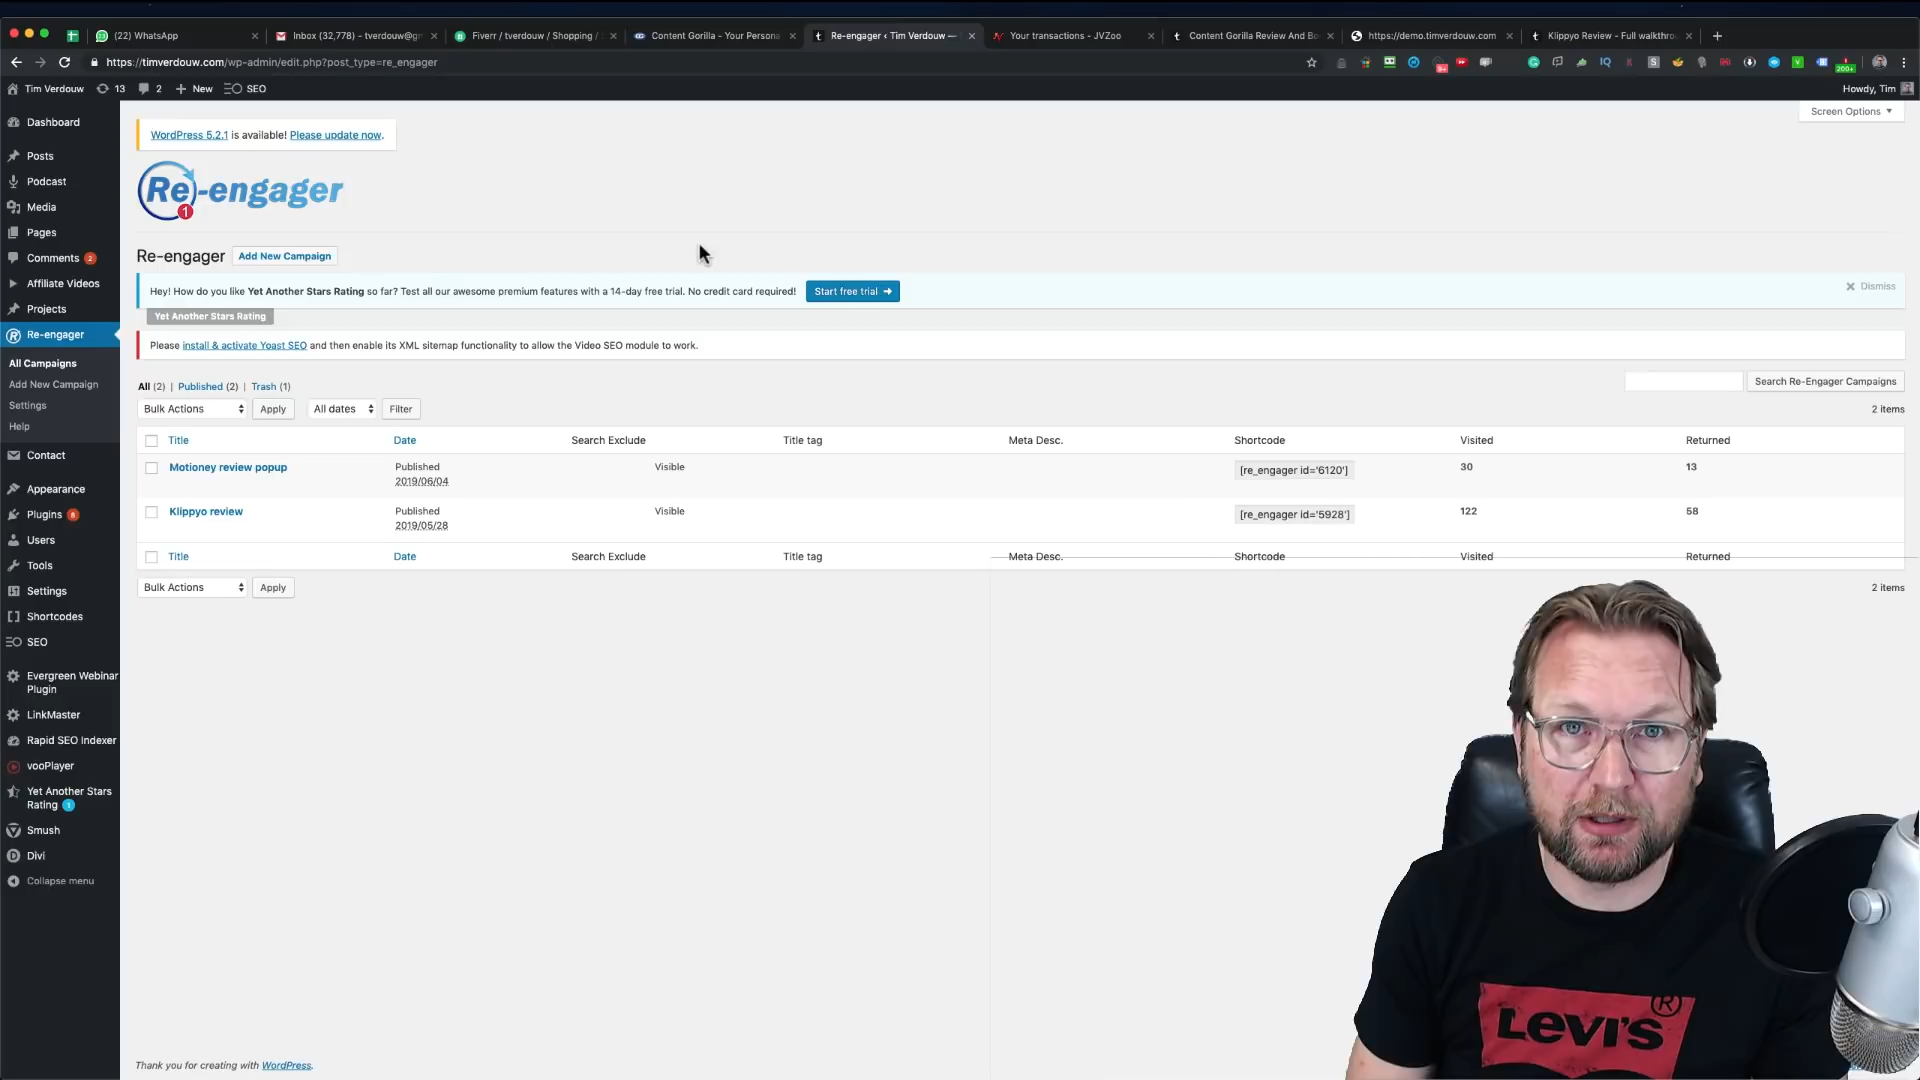 (22) WhatsApp
Inbox (32,778) - tverdouw@gm
Fiverr / tverdouw / Shopping /
Content Gorilla - Your Persona
Re-engager ‹ Tim Verdouw —
Your transactions - JVZoo
Content Gorilla Review And Bo
https://demo.timverdouw.com
Klippyo Review - Full walkthro
https://timverdouw.com/wp-admin/edit.php?post_type=re_engager
200+
Tim Verdouw
13
2
New
SEO
Howdy, Tim
Screen Options
Dashboard
Posts
Podcast
Media
Pages
Comments 2
Affiliate Videos
Projects
Re-engager
All Campaigns
Add New Campaign
Settings
Help
Contact
Appearance
Plugins 8
Users
Tools
Settings
Shortcodes
SEO
Evergreen Webinar
Plugin
LinkMaster
Rapid SEO Indexer
vooPlayer
Yet Another Stars
Rating 1
Smush
Divi
Collapse menu
WordPress 5.2.1 is available! Please update now.
Re-engager
1
Re-engager
Add New Campaign
Hey! How do you like Yet Another Stars Rating so far? Test all our awesome premium features with a 14-day free trial. No credit card required!
Start free trial ➜
Dismiss
Yet Another Stars Rating
Please install & activate Yoast SEO and then enable its XML sitemap functionality to allow the Video SEO module to work.
All (2) | Published (2) | Trash (1)
Search Re-Engager Campaigns
Bulk Actions
Apply
All dates
Filter
2 items
Title Date Search Exclude Title tag Meta Desc. Shortcode Visited Returned
Motioney review popup Published Visible [re_engager id='6120'] 30 13
2019/06/04
Klippyo review Published Visible [re_engager id='5928'] 122 58
2019/05/28
Title Date Search Exclude Title tag Meta Desc. Shortcode Visited Returned
Bulk Actions
Apply
2 items
Levi's
®
Thank you for creating with WordPress.